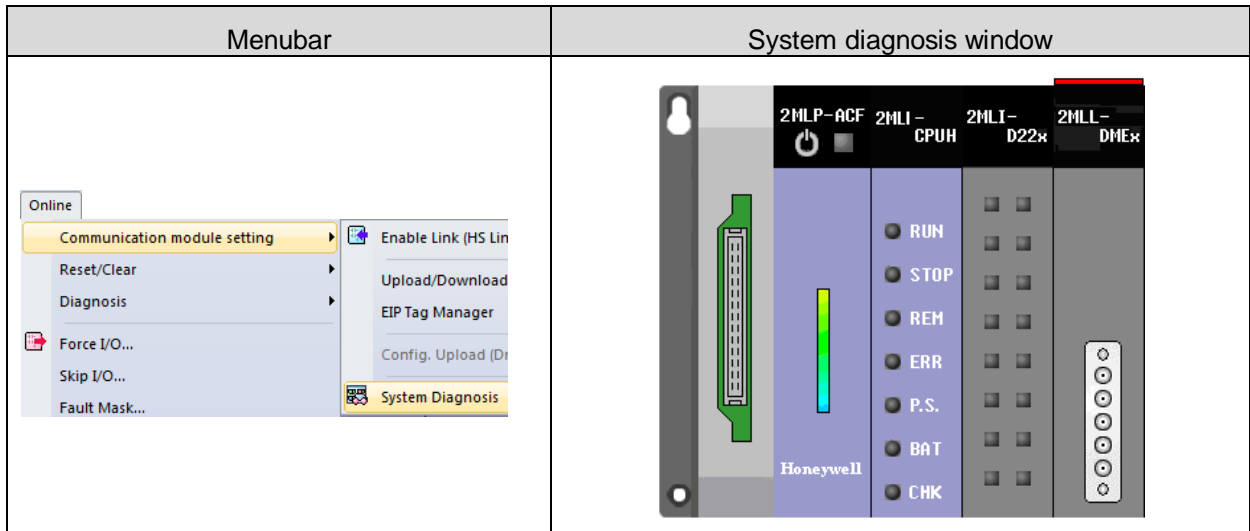 Menubar
System diagnosis window
Online
Communication module setting
Reset/Clear
Diagnosis
Force I/O...
Skip I/O...
Fault Mask...
Enable Link (HS Lin
Upload/Download
EIP Tag Manager
Config. Upload (Dr
System Diagnosis
2MLP-ACF
2MLI-
CPUH
2MLI-
D22x
2MLL-
DMEx
RUN
STOP
REM
ERR
P.S.
BAT
CHK
Honeywell